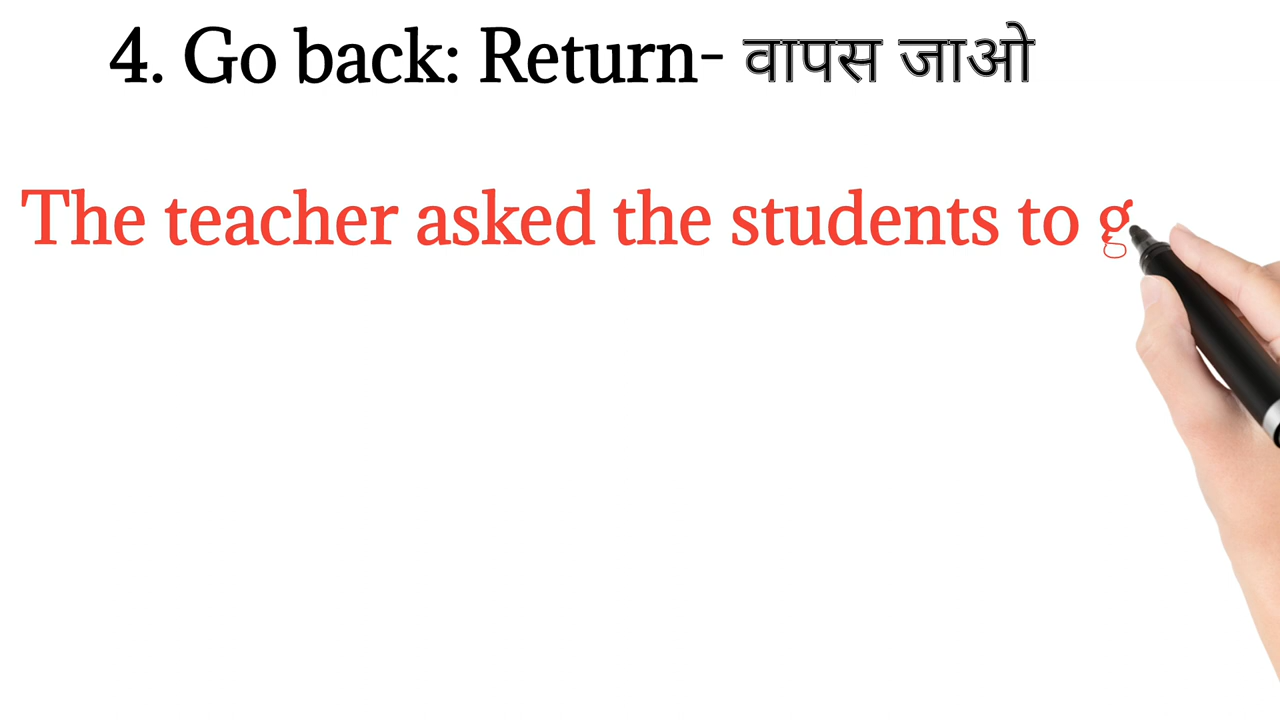 4. Go back: Return- वापस जाओ
The teacher asked the students to g